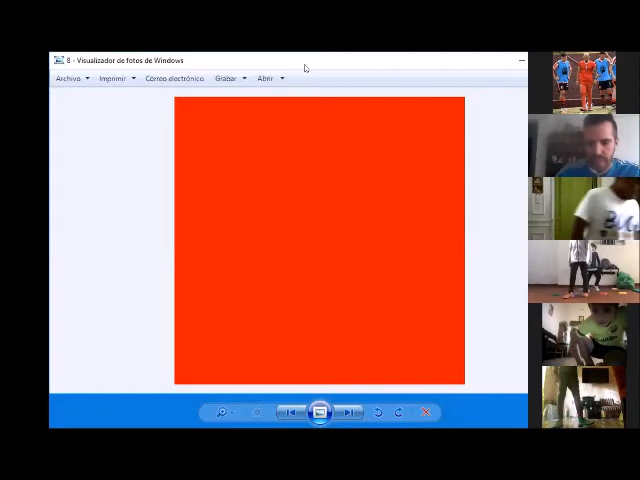 8 - Visualizador de fotos de Windows
Archivo Imprimir Correo electrónico Grabar Abrir